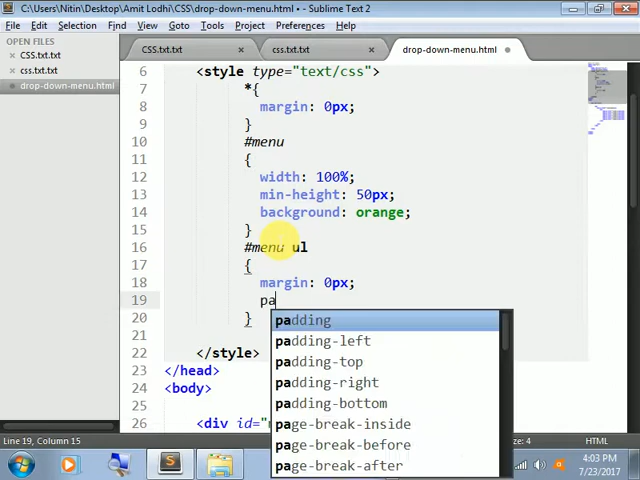 C:\Users\Nitin\Desktop\Amit Lodhi\CSS\drop-down-menu.html • - Sublime Text 2
File Edit Selection Find View Goto Tools Project Preferences Help
OPEN FILES
CSS.txt.txt
css.txt.txt
drop-down-menu.html
CSS.txt.txt
css.txt.txt
drop-down-menu.html
6 <style type="text/css">
7 *{
8 margin: 0px;
9 }
10 #menu
11 {
12 width: 100%;
13 min-height: 50px;
14 background: orange;
15 }
16 #menu ul
17 {
18 margin: 0px;
19 pa
20 }
21
22 </style>
23 </head>
24 <body>
25
26 <div id="
padding
padding-left
padding-top
padding-right
padding-bottom
page-break-inside
page-break-before
page-break-after
Line 19, Column 15
e: 4
HTML
4:03 PM
7/23/2017